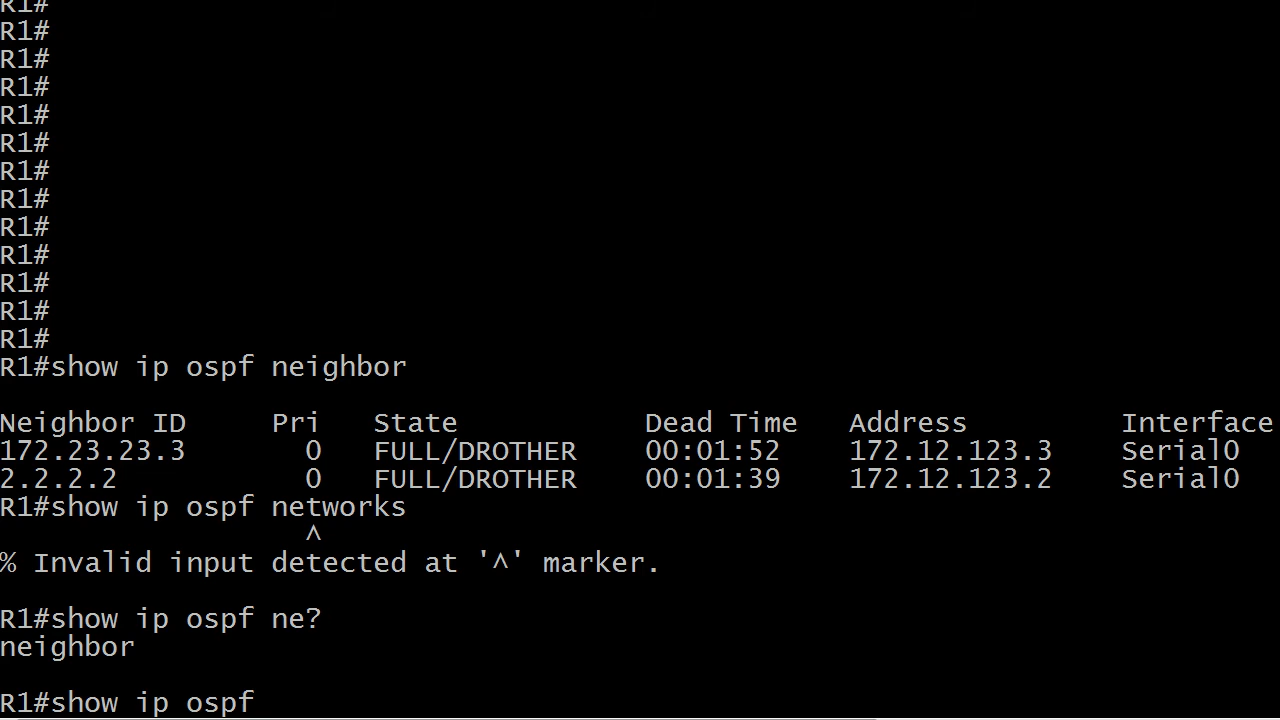 R1#
R1#
R1#
R1#
R1#
R1#
R1#
R1#
R1#
R1#
R1#
R1#
R1#
R1#show ip ospf neighbor
Neighbor ID Pri State Dead Time Address Interface
172.23.23.3 0 FULL/DROTHER 00:01:52 172.12.123.3 Serial0
2.2.2.2 0 FULL/DROTHER 00:01:39 172.12.123.2 Serial0
R1#show ip ospf networks
^
% Invalid input detected at '^' marker.
R1#show ip ospf ne?
neighbor
R1#show ip ospf